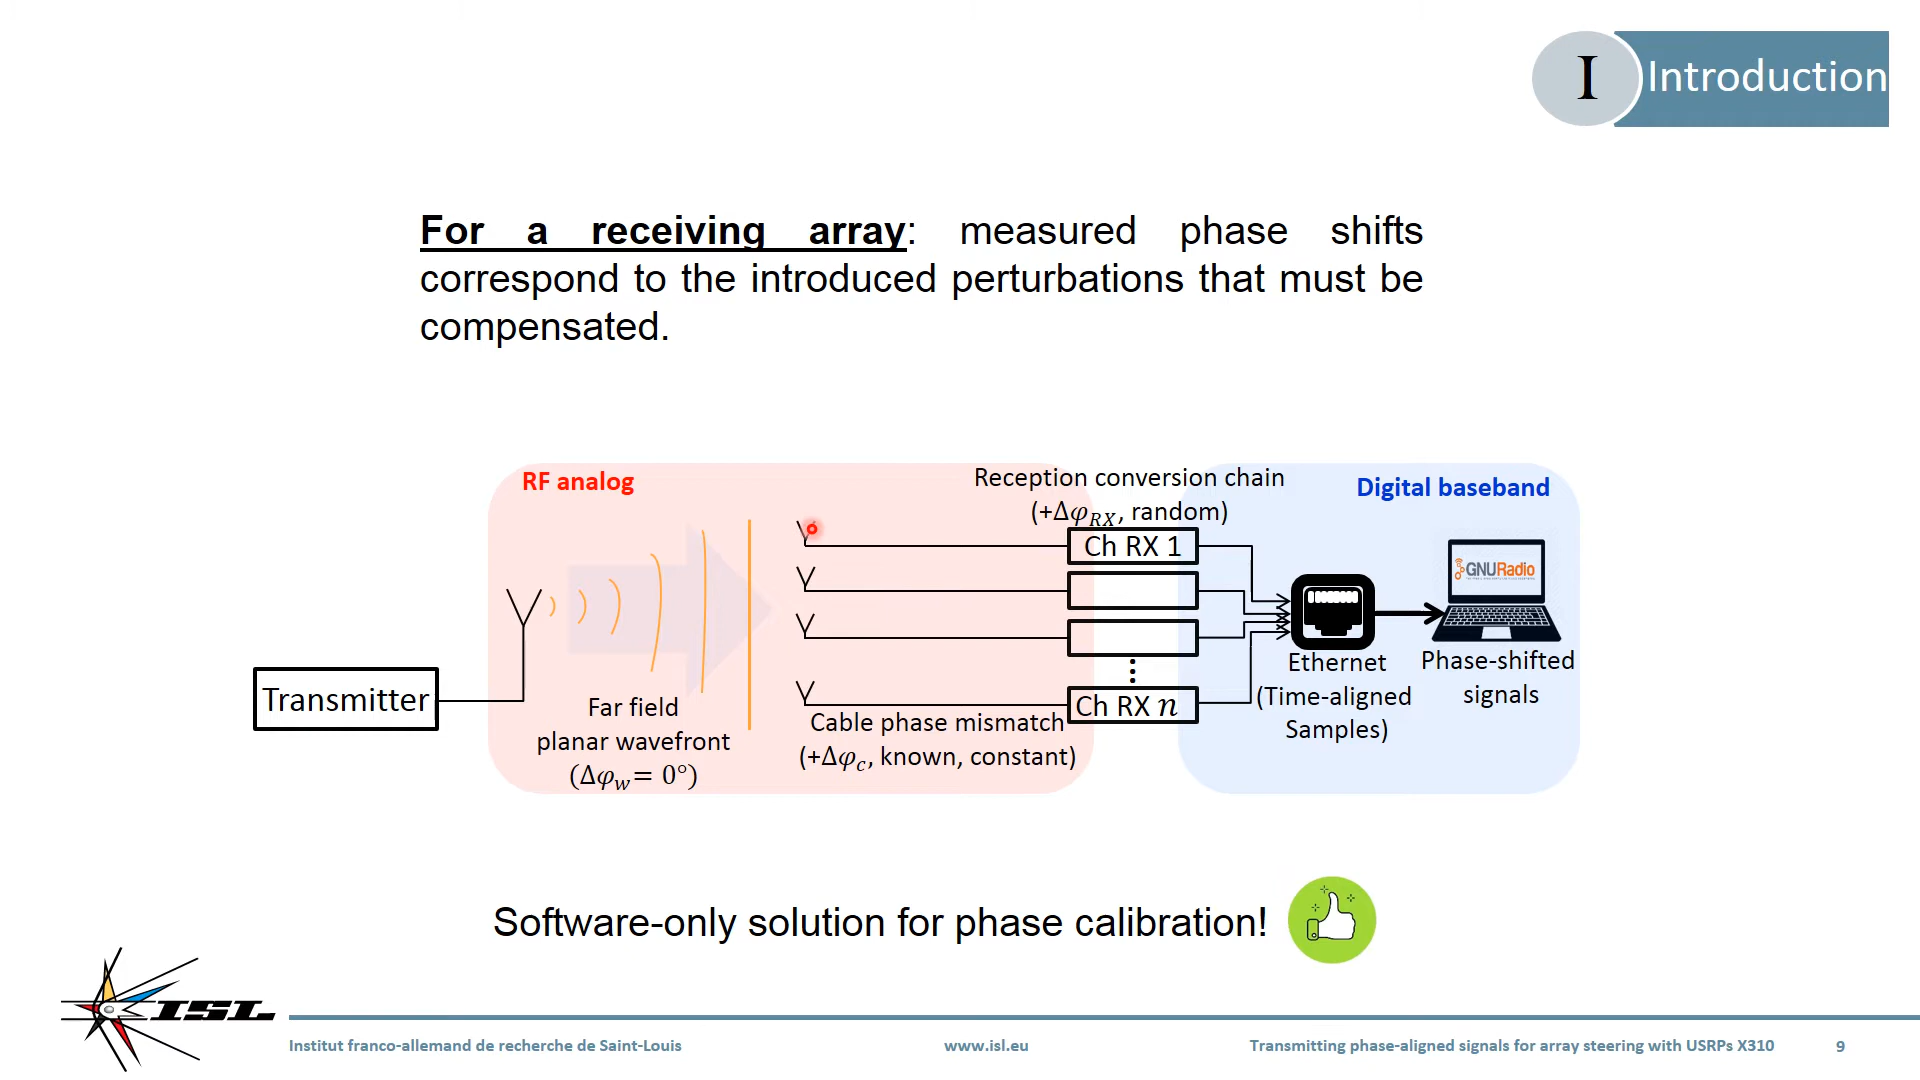 I
Introduction
For a receiving array: measured phase shifts
correspond to the introduced perturbations that must be
compensated.
RF analog
Reception conversion chain
(+Δφ_RX, random)
Digital baseband
Ch RX 1
GNURadio
Transmitter
Ch RX n
Far field
planar wavefront
(Δφ_w = 0°)
Cable phase mismatch
(+Δφ_c, known, constant)
Ethernet
(Time-aligned
Samples)
Phase-shifted
signals
Software-only solution for phase calibration!
ISL
Institut franco-allemand de recherche de Saint-Louis
www.isl.eu
Transmitting phase-aligned signals for array steering with USRPs X310
9